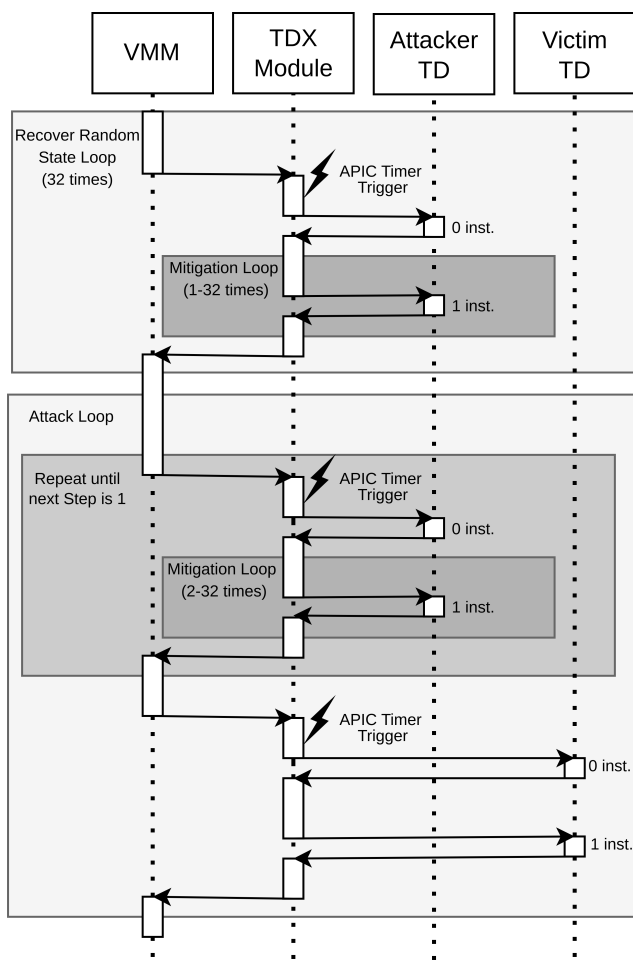 VMM
TDX
Module
Attacker
TD
Victim
TD
Recover Random
State Loop
(32 times)
APIC Timer
Trigger
0 inst.
Mitigation Loop
(1-32 times)
1 inst.
Attack Loop
Repeat until
next Step is 1
APIC Timer
Trigger
0 inst.
Mitigation Loop
(2-32 times)
1 inst.
APIC Timer
Trigger
0 inst.
1 inst.